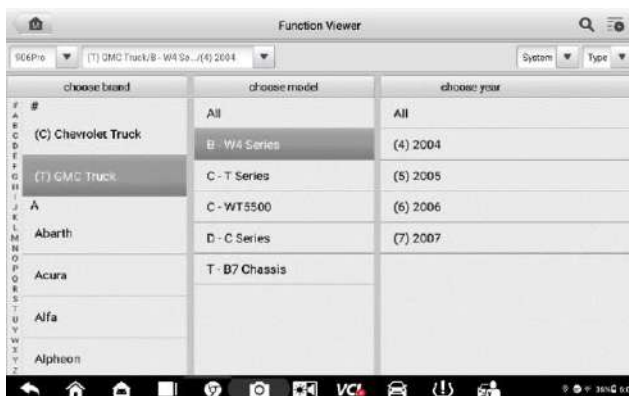 Function Viewer
906Pro
(T) GMC Truck/B - W4 Se.../(4) 2004
System
Type
choose brand
choose model
choose year
#
(C) Chevrolet Truck
(T) GMC Truck
A
Abarth
Acura
Alfa
Alpheon
All
B - W4 Series
C - T Series
C - WT5500
D - C Series
T - B7 Chassis
All
(4) 2004
(5) 2005
(6) 2006
(7) 2007
#
A
B
C
D
E
F
G
H
I
J
K
L
M
N
O
P
Q
R
S
T
U
V
W
X
Y
Z
VCI